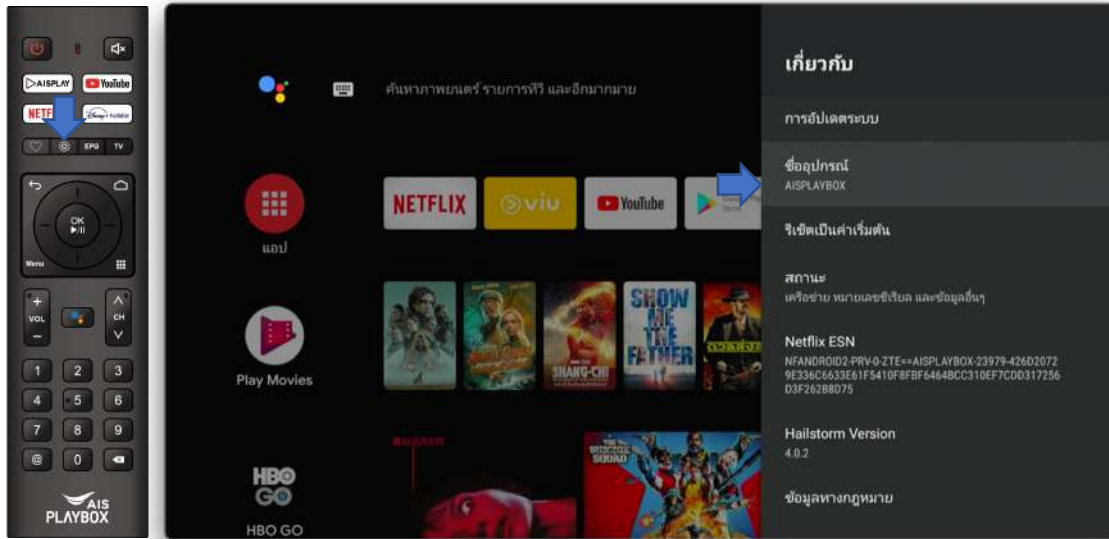 AISPLAY
YouTube
NETF
Disney+ hotstar
EPG
TV
OK
Menu
+
VOL
-
CH
1 2 3
4 5 6
7 8 9
@ 0
AIS
PLAYBOX
ค้นหาภาพยนตร์ รายการทีวี และอีกมากมาย
NETFLIX
viu
YouTube
แอป
Play Movies
SHANG-CHI
SHOW
ME
THE
FATHER
MALIGNANT
SQUAD
HBO
GO
HBO GO
เกี่ยวกับ
การอัปเดตระบบ
ชื่ออุปกรณ์
AISPLAYBOX
รีเซ็ตเป็นค่าเริ่มต้น
สถานะ
เครือข่าย หมายเลขซีเรียล และข้อมูลอื่นๆ
Netflix ESN
NFANDROID2-PRV-0-ZTE==AISPLAYBOX-23979-426D2072
9E336C6633E61F5410F8FBF6464BCC310EF7CDD317256
D3F262B8D75
Hailstorm Version
4.0.2
ข้อมูลทางกฎหมาย